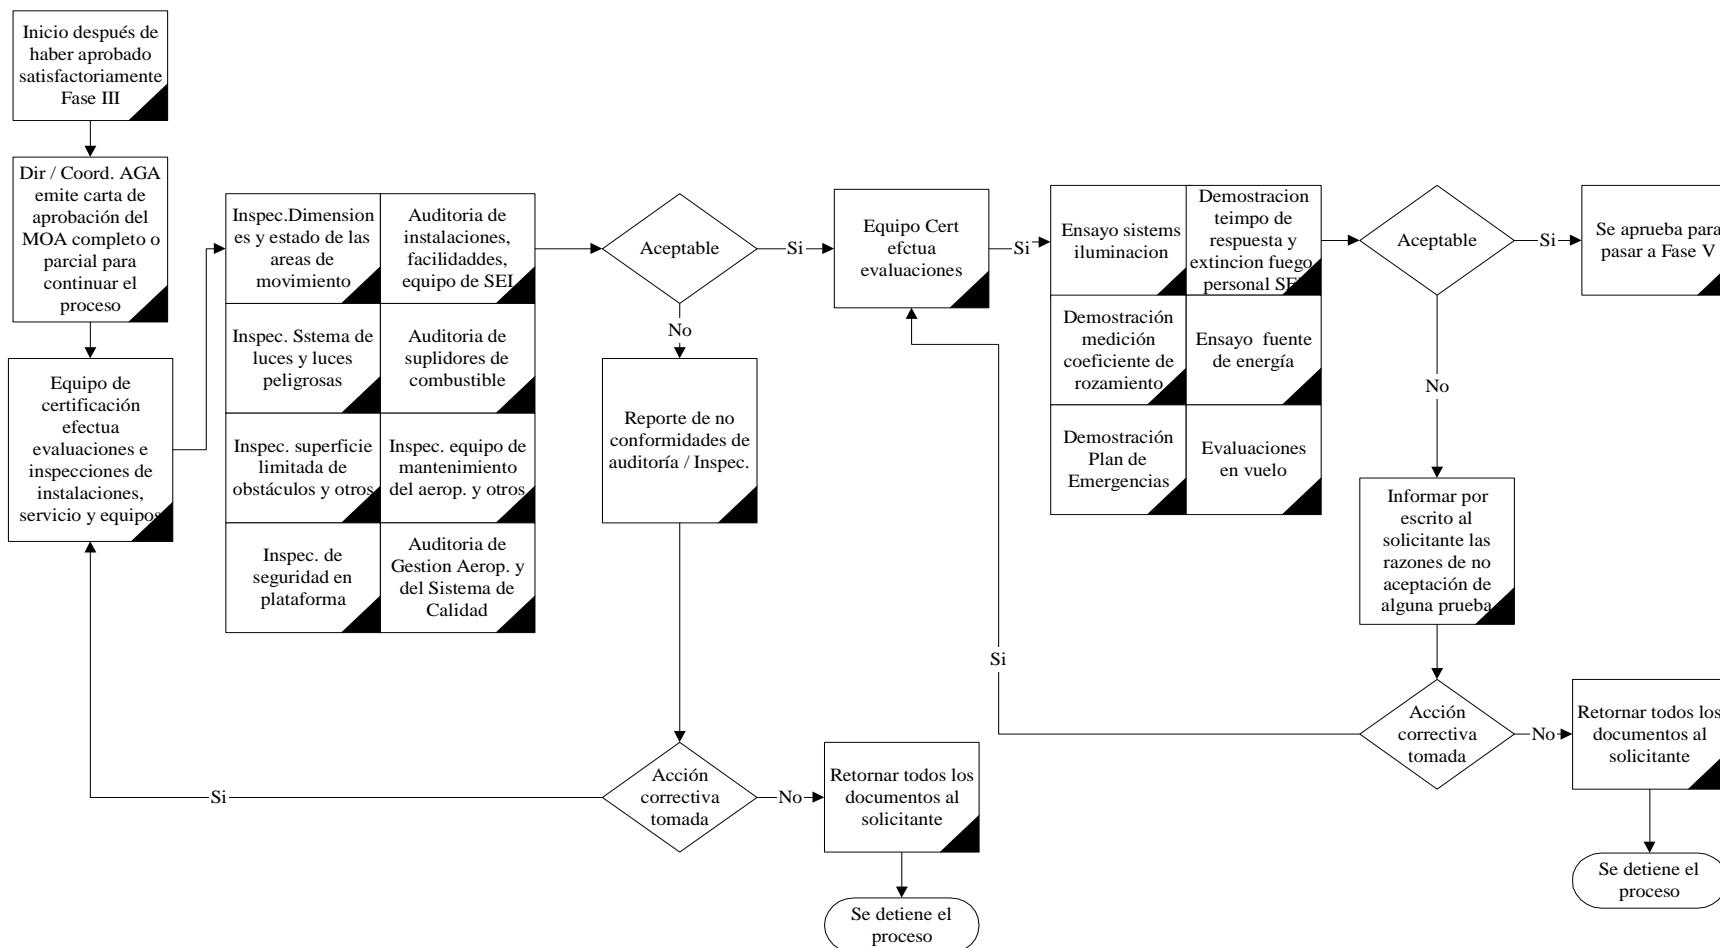 Inicio después de
haber aprobado
satisfactoriamente
Fase III
Dir / Coord. AGA
emite carta de
aprobación del
MOA completo o
parcial para
continuar el
proceso
Equipo de
certificación
efectua
evaluaciones e
inspecciones de
instalaciones,
servicio y equipos
Inspec.Dimension
es y estado de las
areas de
movimiento
Auditoria de
instalaciones,
facilidaddes,
equipo de SEI.
Inspec. Sstema de
luces y luces
peligrosas
Auditoria de
suplidores de
combustible
Inspec. superficie
limitada de
obstáculos y otros
Inspec. equipo de
mantenimiento
del aerop. y otros
Inspec. de
seguridad en
plataforma
Auditoria de
Gestion Aerop. y
del Sistema de
Calidad
Aceptable
Si
No
Reporte de no
conformidades de
auditoría / Inspec.
Acción
correctiva
tomada
Si
No
Retornar todos los
documentos al
solicitante
Se detiene el
proceso
Equipo Cert
efctua
evaluaciones
Si
Ensayo sistems
iluminacion
Demostracion
teimpo de
respuesta y
extincion fuego
personal
Demostración
medición
coeficiente de
rozamiento
Ensayo fuente
de energía
Demostración
Plan de
Emergencias
Evaluaciones
en vuelo
Aceptable
Si
Se aprueba para
pasar a Fase V
No
Informar por
escrito al
solicitante las
razones de no
aceptación de
alguna prueba
Acción
correctiva
tomada
Si
No
Retornar todos los
documentos al
solicitante
Se detiene el
proceso